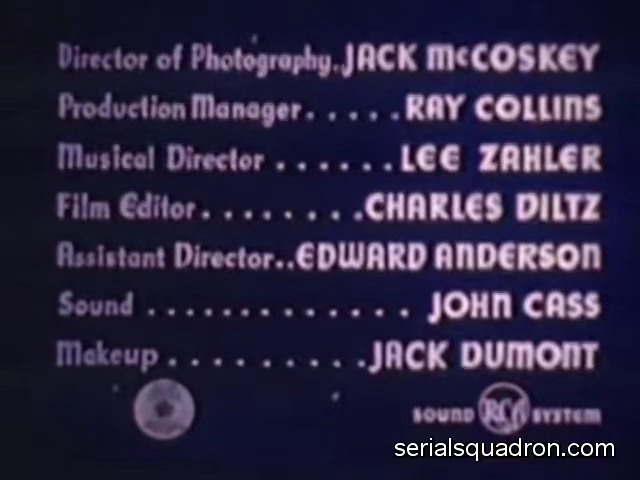 Director of Photography..JACK McCOSKEY
Production Manager.....RAY COLLINS
Musical Director ......LEE ZAHLER
Film Editor........CHARLES DILTZ
Assistant Director..EDWARD ANDERSON
Sound ............. JOHN CASS
Makeup .........JACK DUMONT
SOUND RCA SYSTEM
serialsquadron.com